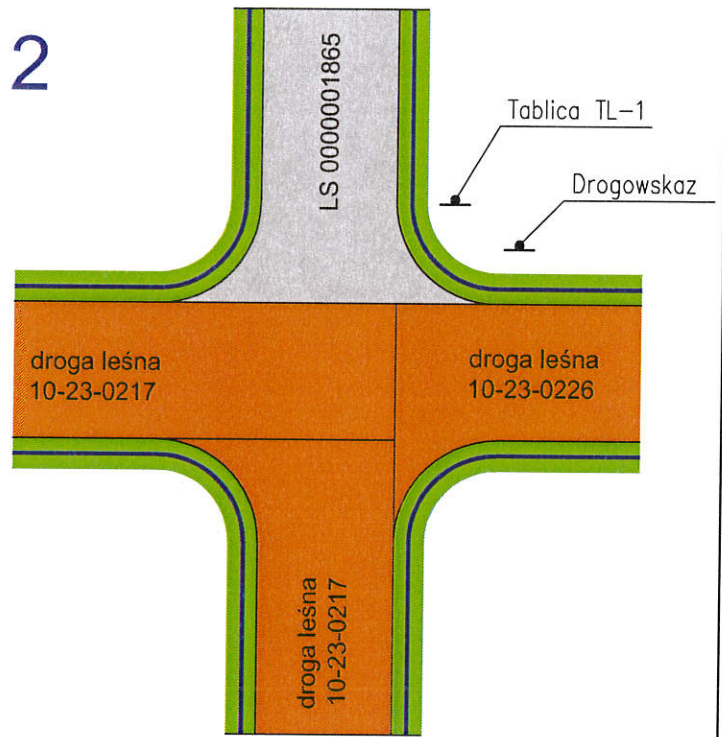 2
LS 0000001865
Tablica TL-1
Drogowskaz
droga leśna
10-23-0217
droga leśna
10-23-0226
droga leśna
10-23-0217